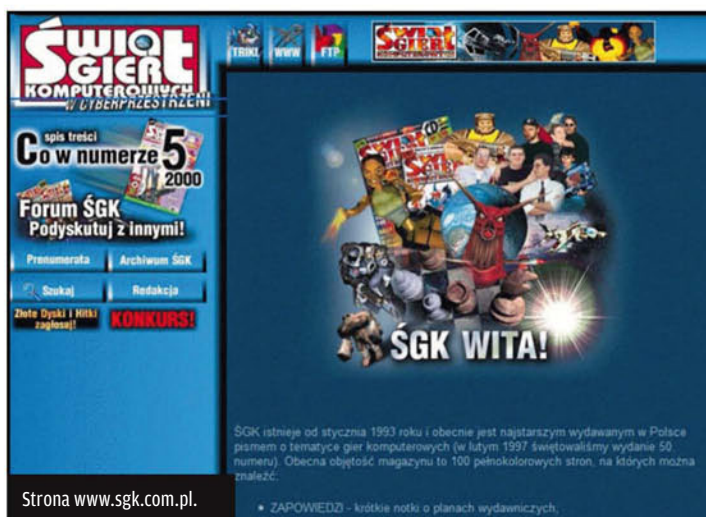 ŚWIAT
GIER
KOMPUTEROWYCH
W CYBERPRZESTRZENI
TRIKI
WWW
FTP
ŚWIAT
GIER
KOMPUTEROWYCH
spis treści
Co w numerze 5
2000
Forum ŚGK
Podyskutuj z innymi!
Prenumerata
Archiwum ŚGK
Szukaj
Redakcja
Złote Dyski i Hitki
zagłosuj!
KONKURS!
ŚGK WITA!
ŚGK istnieje od stycznia 1993 roku i obecnie jest najstarszym wydawanym w Polsce
pismem o tematyce gier komputerowych (w lutym 1997 świętowaliśmy wydanie 50
numeru). Obecna objętość magazynu to 100 pełnokolorowych stron, na których można
znaleźć:
• ZAPOWIEDZI - krótkie notki o planach wydawniczych,
Strona www.sgk.com.pl.